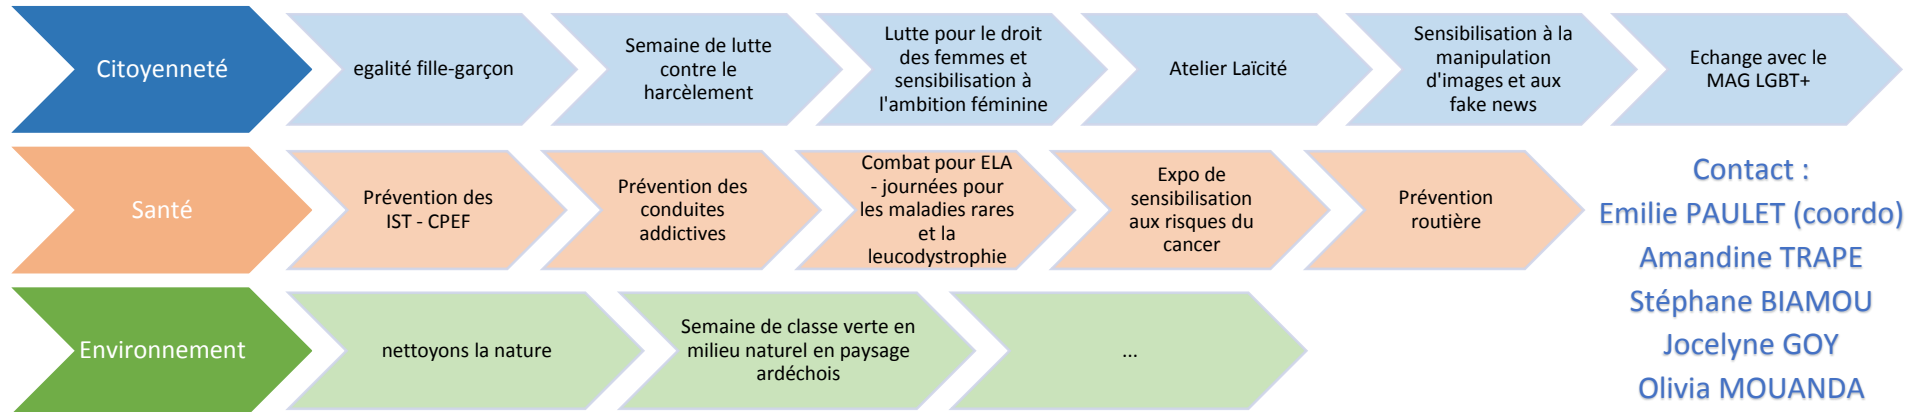 Citoyenneté
egalité fille-garçon
Semaine de lutte
contre le
harcèlement
Lutte pour le droit
des femmes et
sensibilisation à
l'ambition féminine
Atelier Laïcité
Sensibilisation à la
manipulation
d'images et aux
fake news
Echange avec le
MAG LGBT+
Santé
Prévention des
IST - CPEF
Prévention des
conduites
addictives
Combat pour ELA
- journées pour
les maladies rares
et la
leucodystrophie
Expo de
sensibilisation
aux risques du
cancer
Prévention
routière
Environnement
nettoyons la nature
Semaine de classe verte en
milieu naturel en paysage
ardéchois
...
Contact :
Emilie PAULET (coordo)
Amandine TRAPE
Stéphane BIAMOU
Jocelyne GOY
Olivia MOUANDA